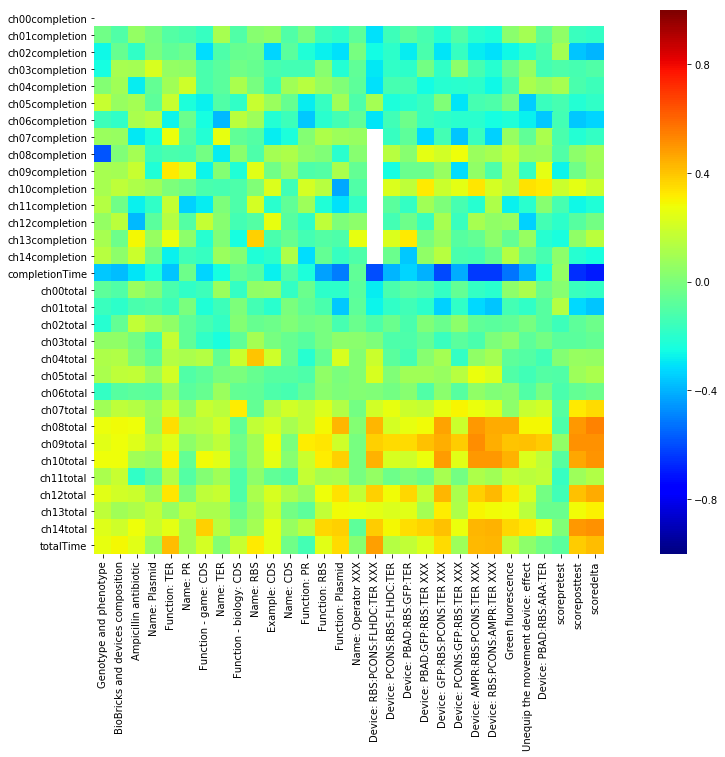 ch00completion
ch01completion
ch02completion
ch03completion
ch04completion
ch05completion
ch06completion
ch07completion
ch08completion
ch09completion
ch10completion
ch11completion
ch12completion
ch13completion
ch14completion
completionTime
ch00total
ch01total
ch02total
ch03total
ch04total
ch05total
ch06total
ch07total
ch08total
ch09total
ch10total
ch11total
ch12total
ch13total
ch14total
totalTime
Genotype and phenotype
BioBricks and devices composition
Ampicillin antibiotic
Name: Plasmid
Function: TER
Name: PR
Function - game: CDS
Name: TER
Function - biology: CDS
Name: RBS
Example: CDS
Name: CDS
Function: PR
Function: RBS
Function: Plasmid
Name: Operator XXX
Device: RBS:PCONS:FLHDC:TER XXX
Device: PCONS:RBS:FLHDC:TER
Device: PBAD:RBS:GFP:TER
Device: PBAD:GFP:RBS:TER XXX
Device: GFP:RBS:PCONS:TER XXX
Device: PCONS:GFP:RBS:TER XXX
Device: AMPR:RBS:PCONS:TER XXX
Device: RBS:PCONS:AMPR:TER XXX
Green fluorescence
Unequip the movement device: effect
Device: PBAD:RBS:ARA:TER
scorepretest
scoreposttest
scoredelta
0.8
0.4
0.0
−0.4
−0.8